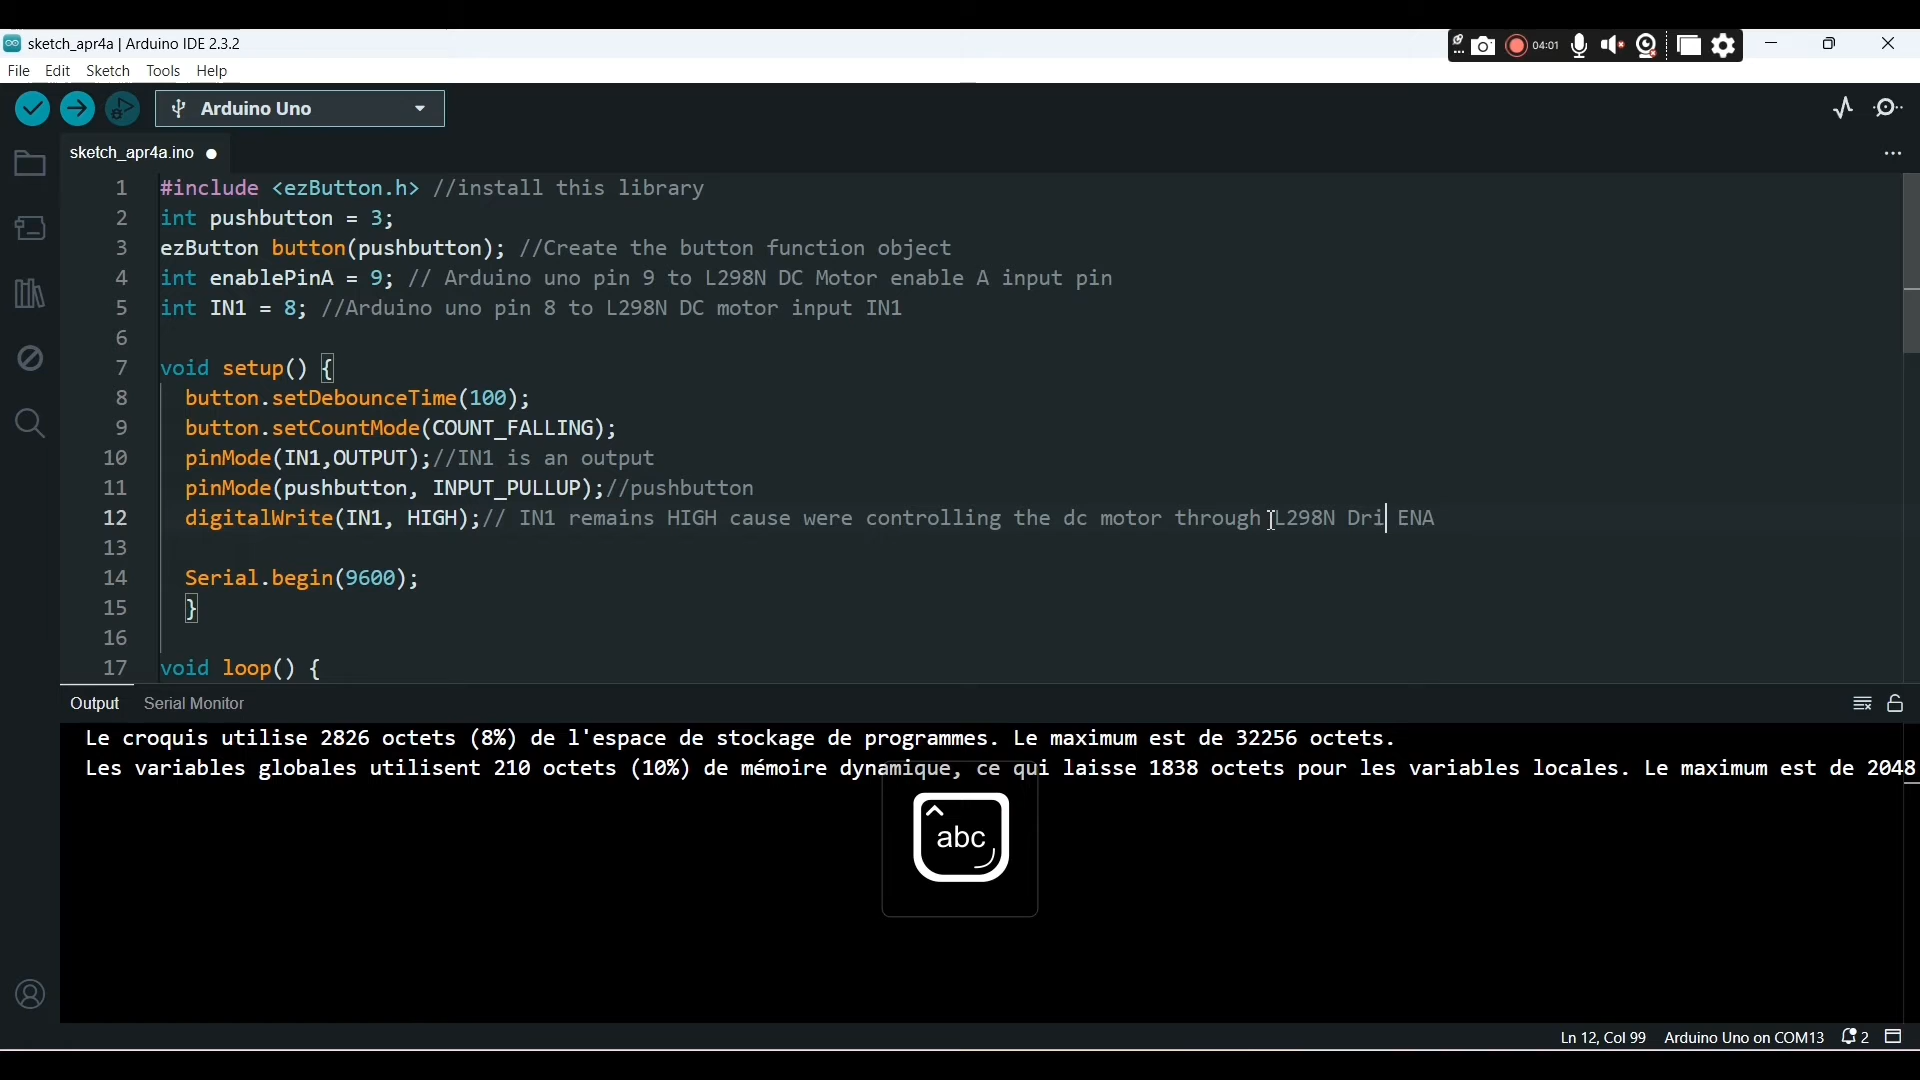 sketch_apr4a | Arduino IDE 2.3.2
04:01
File Edit Sketch Tools Help
Arduino Uno
sketch_apr4a.ino
1 #include <ezButton.h> //install this library
2 int pushbutton = 3;
3 ezButton button(pushbutton); //Create the button function object
4 int enablePinA = 9; // Arduino uno pin 9 to L298N DC Motor enable A input pin
5 int IN1 = 8; //Arduino uno pin 8 to L298N DC motor input IN1
6
7 void setup() {
8 button.setDebounceTime(100);
9 button.setCountMode(COUNT_FALLING);
10 pinMode(IN1,OUTPUT);//IN1 is an output
11 pinMode(pushbutton, INPUT_PULLUP);//pushbutton
12 digitalWrite(IN1, HIGH);// IN1 remains HIGH cause were controlling the dc motor through L298N Dri ENA
13
14 Serial.begin(9600);
15 }
16
17 void loop() {
Output Serial Monitor
Le croquis utilise 2826 octets (8%) de l'espace de stockage de programmes. Le maximum est de 32256 octets.
Les variables globales utilisent 210 octets (10%) de mémoire dynamique, ce qui laisse 1838 octets pour les variables locales. Le maximum est de 2048
abc
Ln 12, Col 99 Arduino Uno on COM13 2